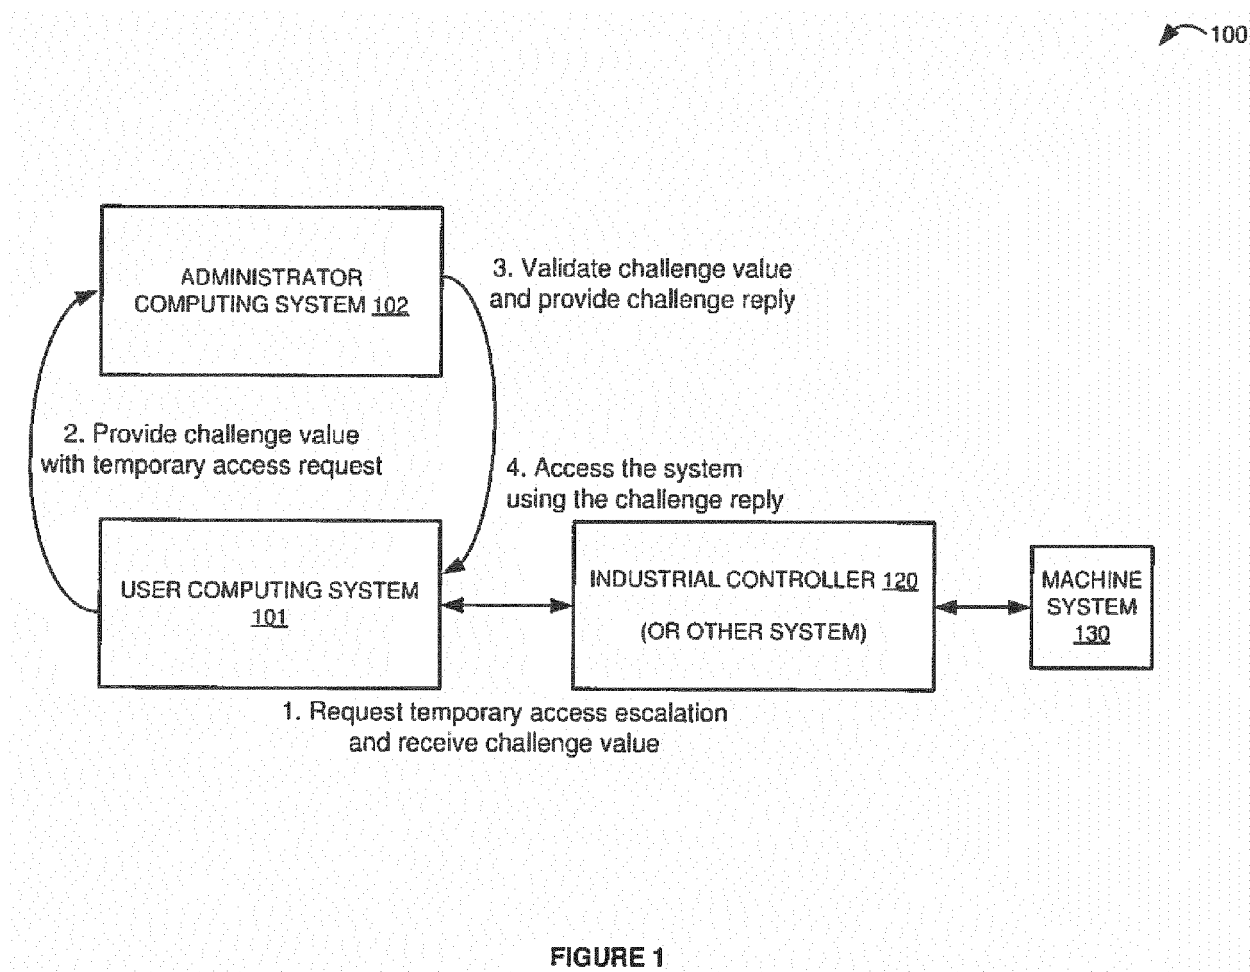 100
ADMINISTRATOR
COMPUTING SYSTEM 102
3. Validate challenge value
and provide challenge reply
2. Provide challenge value
with temporary access request
4. Access the system
using the challenge reply
USER COMPUTING SYSTEM
101
INDUSTRIAL CONTROLLER 120
(OR OTHER SYSTEM)
MACHINE
SYSTEM
130
1. Request temporary access escalation
and receive challenge value
FIGURE 1